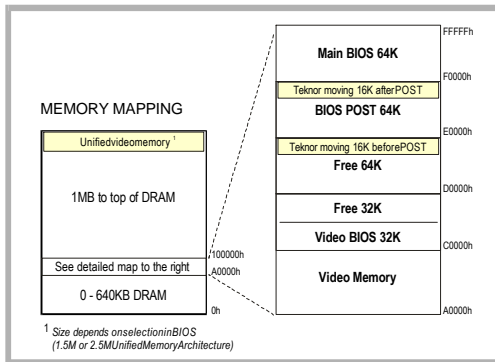 MEMORY MAPPING
Unifiedvideomemory 1
1MB to top of DRAM
100000h
See detailed map to the right
A0000h
0 - 640KB DRAM
0h
1 Size depends onselectioninBIOS
(1.5M or 2.5MUnifiedMemoryArchitecture)
FFFFFh
Main BIOS 64K
F0000h
Teknor moving 16K afterPOST
BIOS POST 64K
E0000h
Teknor moving 16K beforePOST
Free 64K
D0000h
Free 32K
Video BIOS 32K
C0000h
Video Memory
A0000h